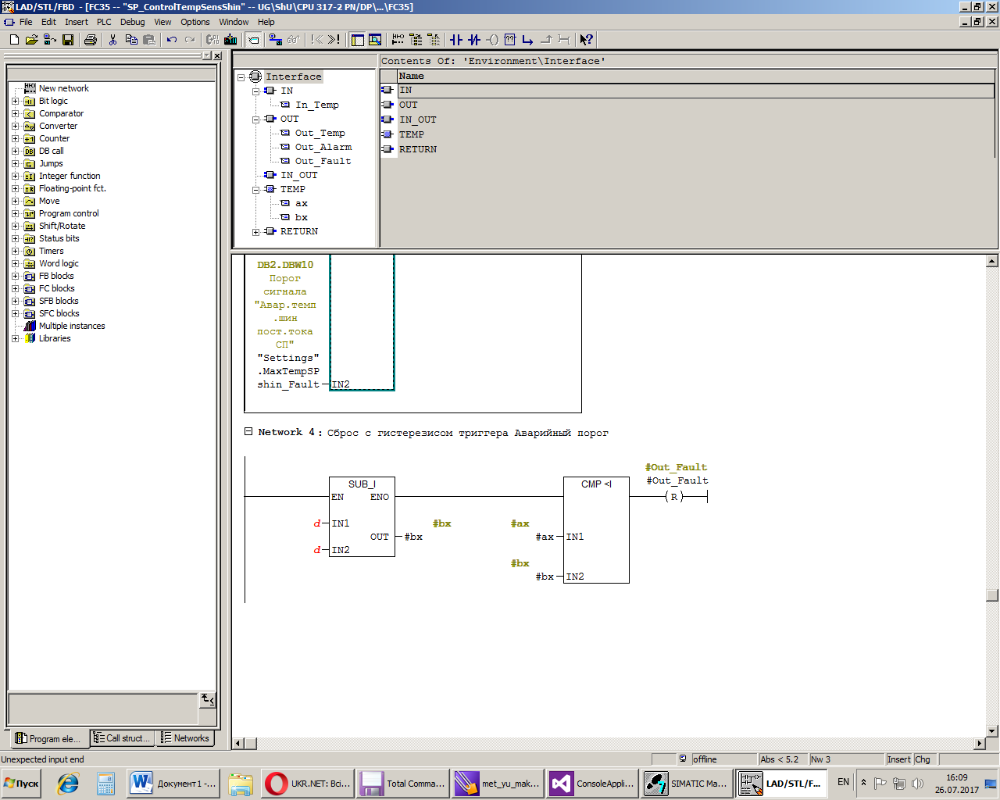 LAD/STL/FBD - [FC35 -- "SP_ControlTempSensShin" -- UG\ShU\CPU 317-2 PN/DP\...\FC35]
File Edit Insert PLC Debug View Options Window Help
New network
Bit logic
Comparator
Converter
Counter
DB call
Jumps
Integer function
Floating-point fct.
Move
Program control
Shift/Rotate
Status bits
Timers
Word logic
FB blocks
FC blocks
SFB blocks
SFC blocks
Multiple instances
Libraries
Program ele...
Call struct...
Networks
Interface
IN
In_Temp
OUT
Out_Temp
Out_Alarm
Out_Fault
IN_OUT
TEMP
ax
bx
RETURN
Contents Of: 'Environment\Interface'
Name
IN
OUT
IN_OUT
TEMP
RETURN
DB2.DBW10
Порог
сигнала
"Авар.темп
.шин
пост.тока
СП"
"Settings"
.MaxTempSP
shin_Fault
IN2
Network 4 : Сброс с гистерезисом триггера Аварийный порог
SUB_I
EN ENO
d IN1
OUT #bx
d IN2
#bx
CMP <I
#ax
#ax IN1
#bx
#bx IN2
#Out_Fault
#Out_Fault
R
Unexpected input end
offline
Abs < 5.2
Nw 3
Insert
Chg
Пуск
Документ1 -...
UKR.NET: Всі...
Total Comma...
met_yu_mak...
ConsoleAppli...
SIMATIC Ma...
LAD/STL/F...
EN
16:09
26.07.2017